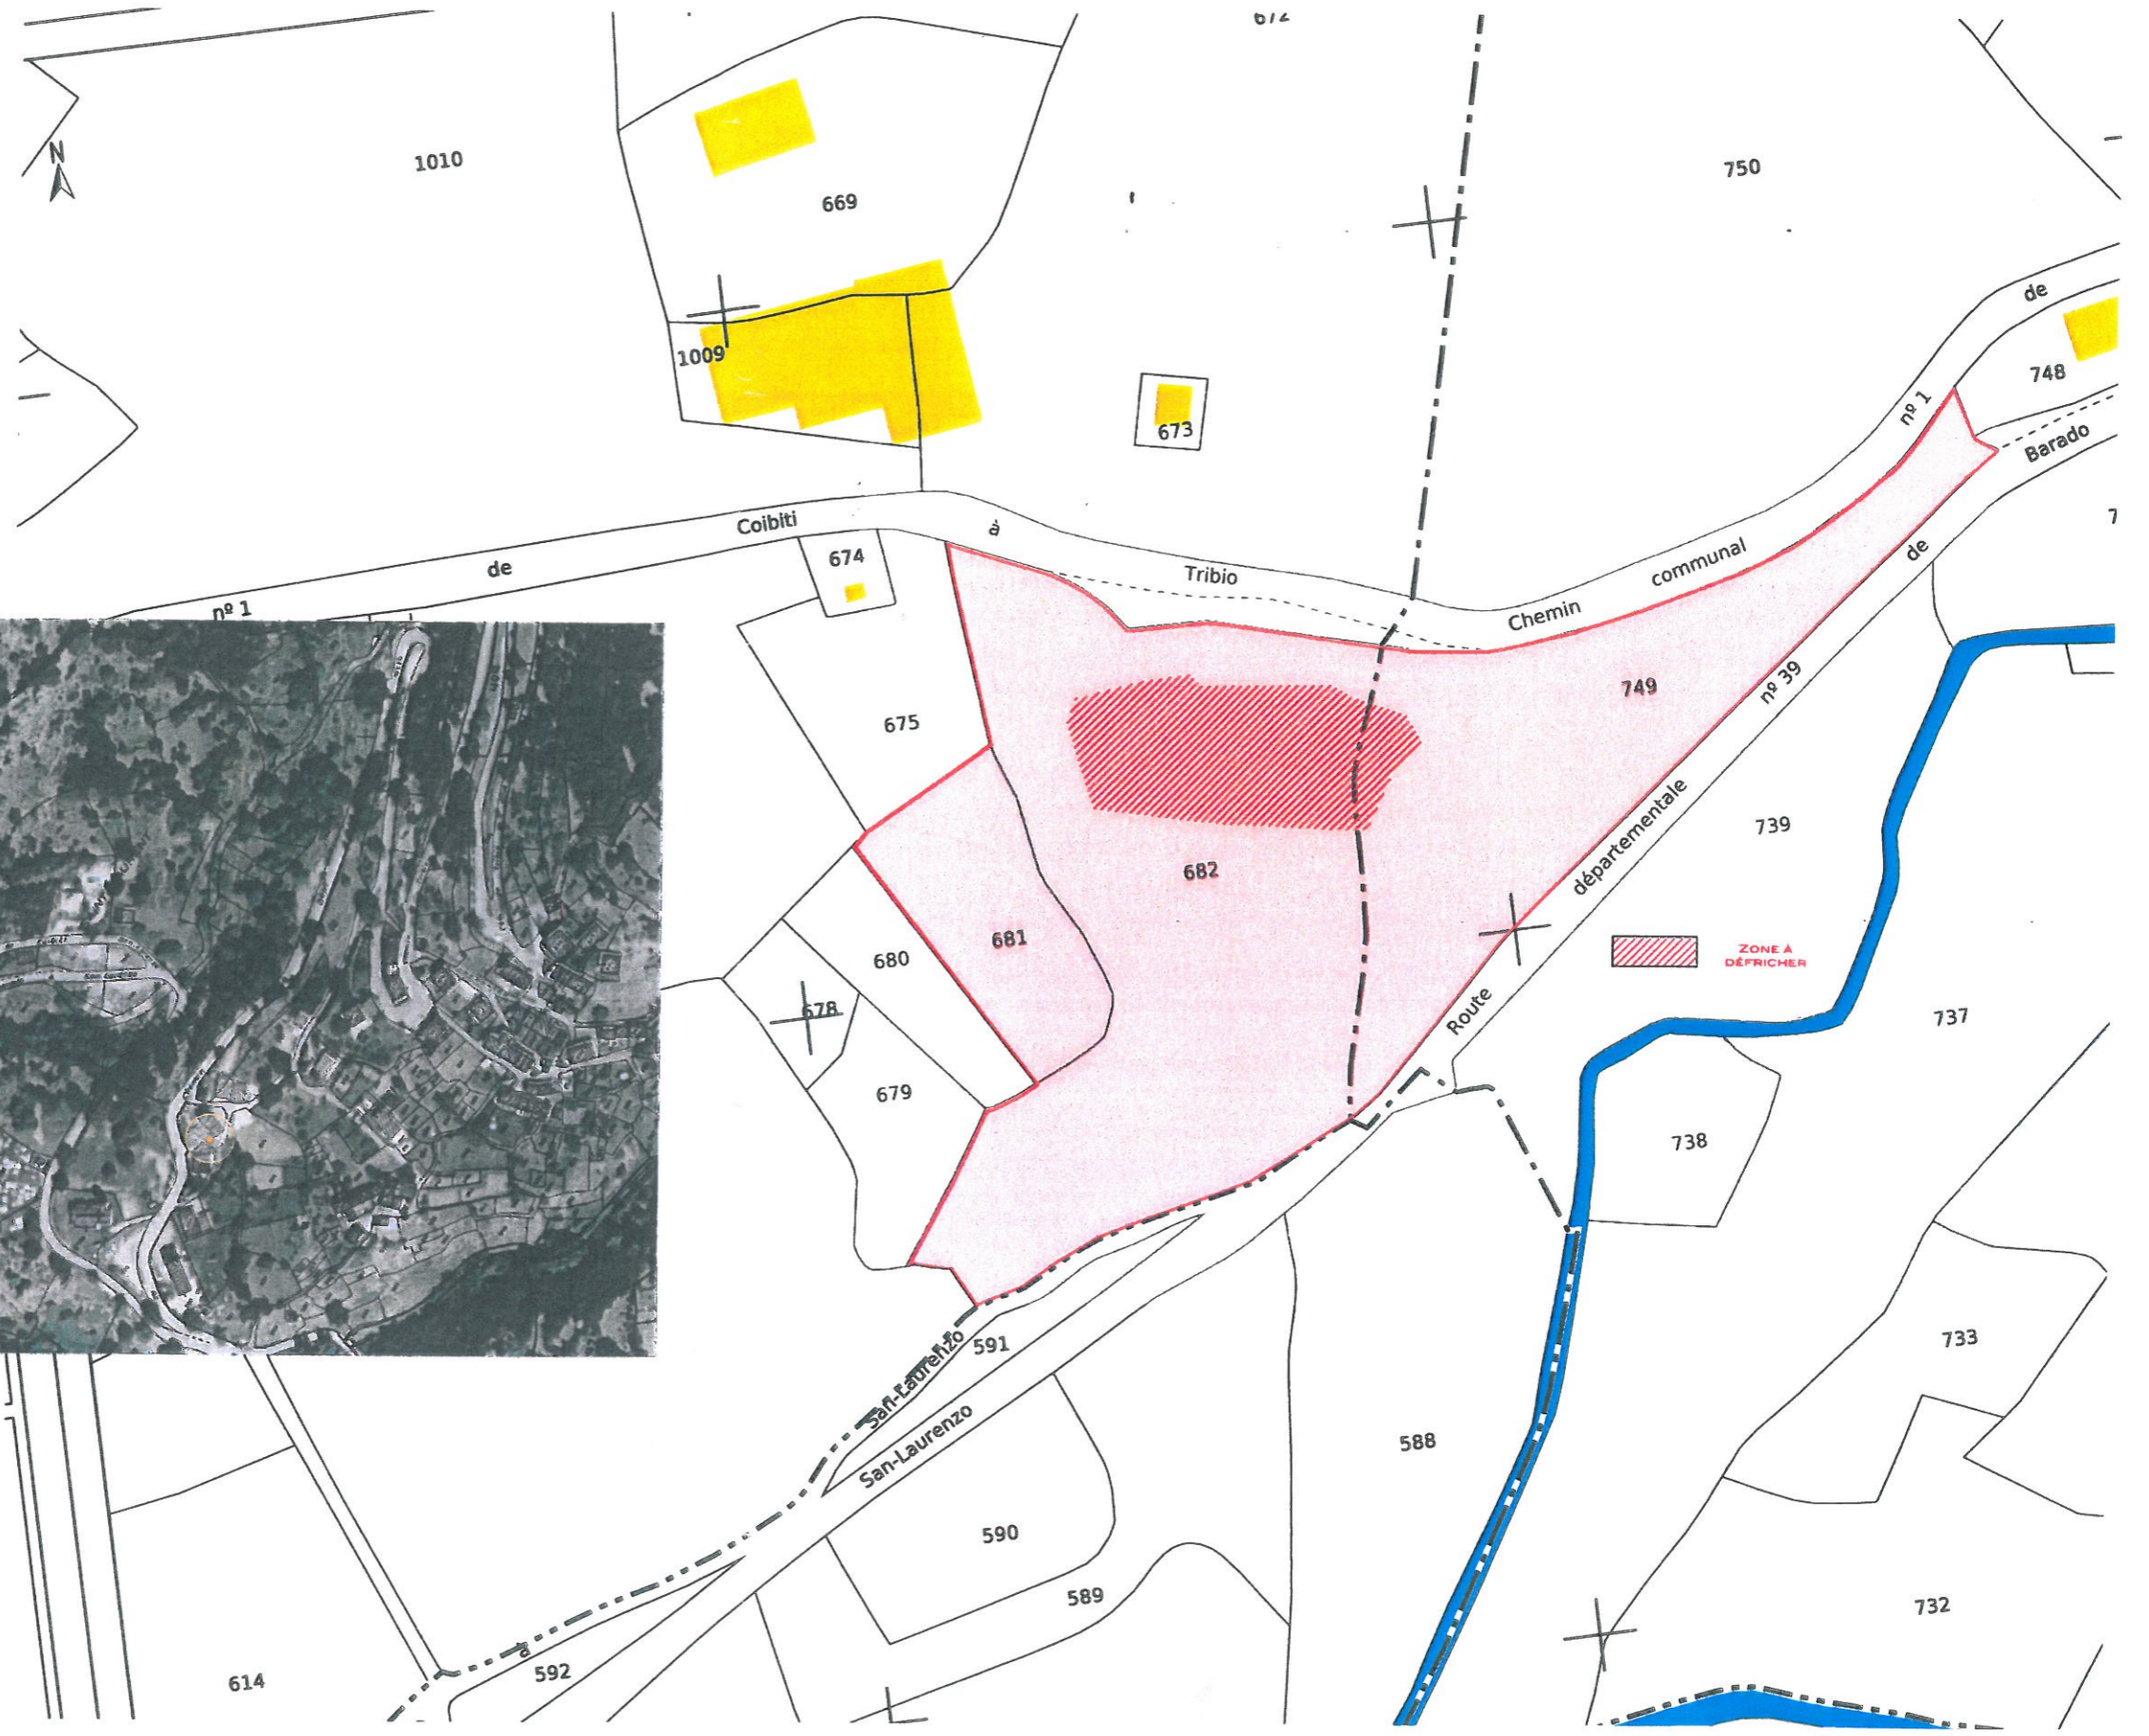 672
N
1010
750
669
de
1009
748
673
nº 1
Barado
Coibiti
à
674
de
Tribio
communal
de
nº 1
Chemin
749
nº 39
675
739
départementale
682
681
680
ZONE À
DÉFRICHER
678
Route
737
679
738
733
591
San-Laurenzo
San-Laurenzo
588
590
589
732
à
592
614